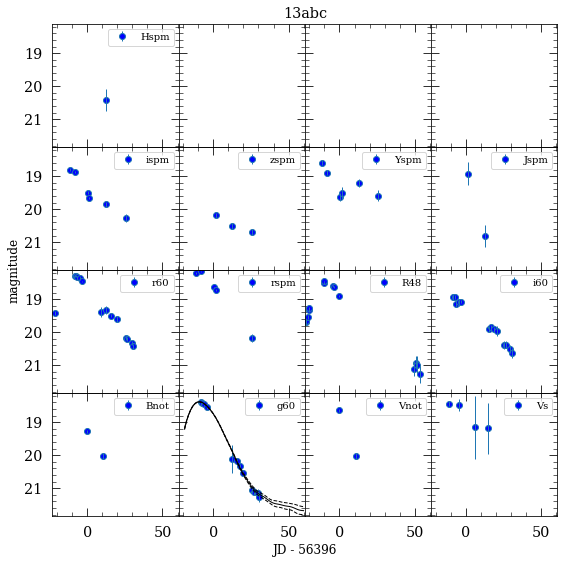 13abc
Hspm
19
20
21
ispm
zspm
Yspm
Jspm
19
20
21
magnitude
r60
rspm
R48
i60
19
20
21
Bnot
g60
Vnot
Vs
19
20
21
0 50 0 50 0 50 0 50
JD - 56396